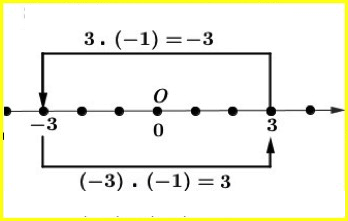 3 . (−1) = −3
O
−3 0 3
(−3) . (−1) = 3